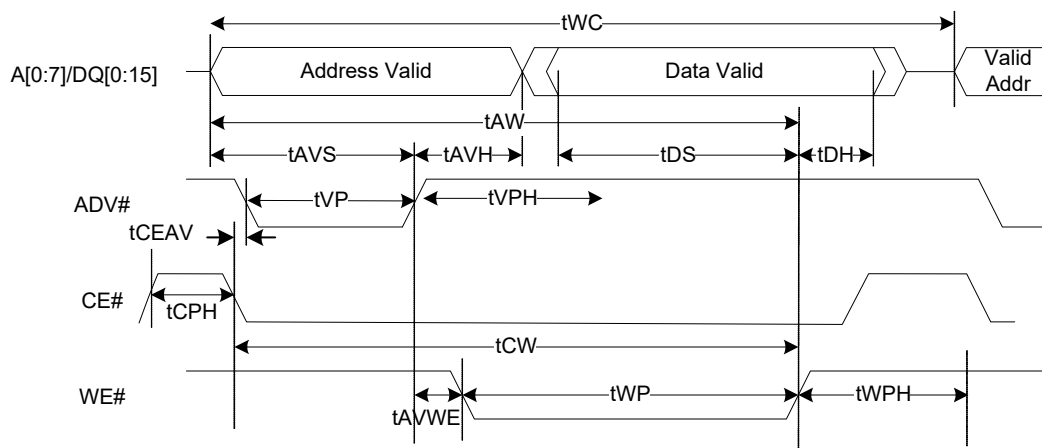 tWC
A[0:7]/DQ[0:15]
Address Valid
Data Valid
Valid
Addr
tAW
tAVS
tAVH
tDS
tDH
ADV#
tVP
tVPH
tCEAV
CE#
tCPH
tCW
WE#
tAVWE
tWP
tWPH